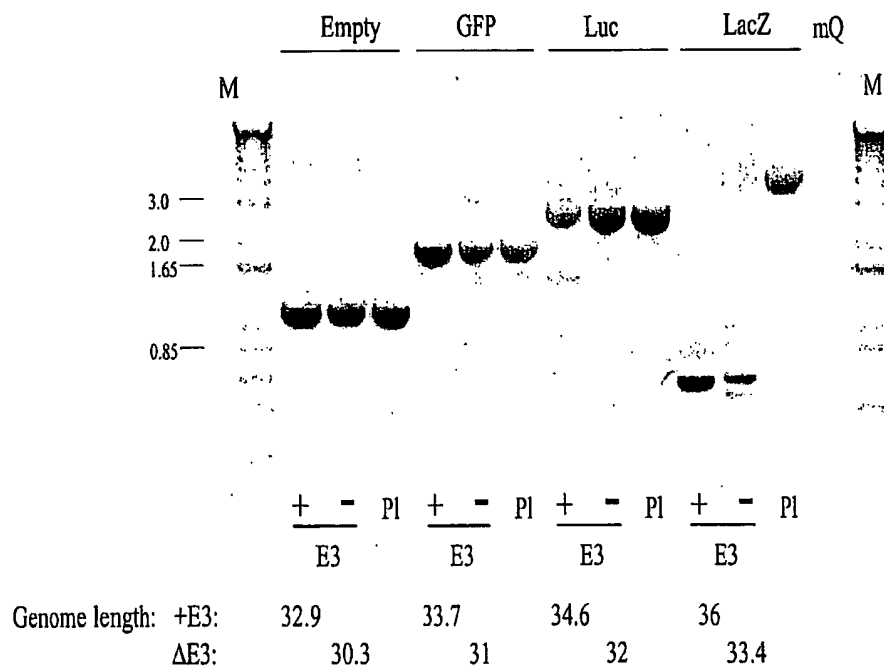 Empty GFP Luc LacZ mQ
M M
3.0
2.0
1.65
0.85
+ - Pl + - Pl + - Pl + - Pl
E3 E3 E3 E3
Genome length: +E3: 32.9 33.7 34.6 36
ΔE3: 30.3 31 32 33.4